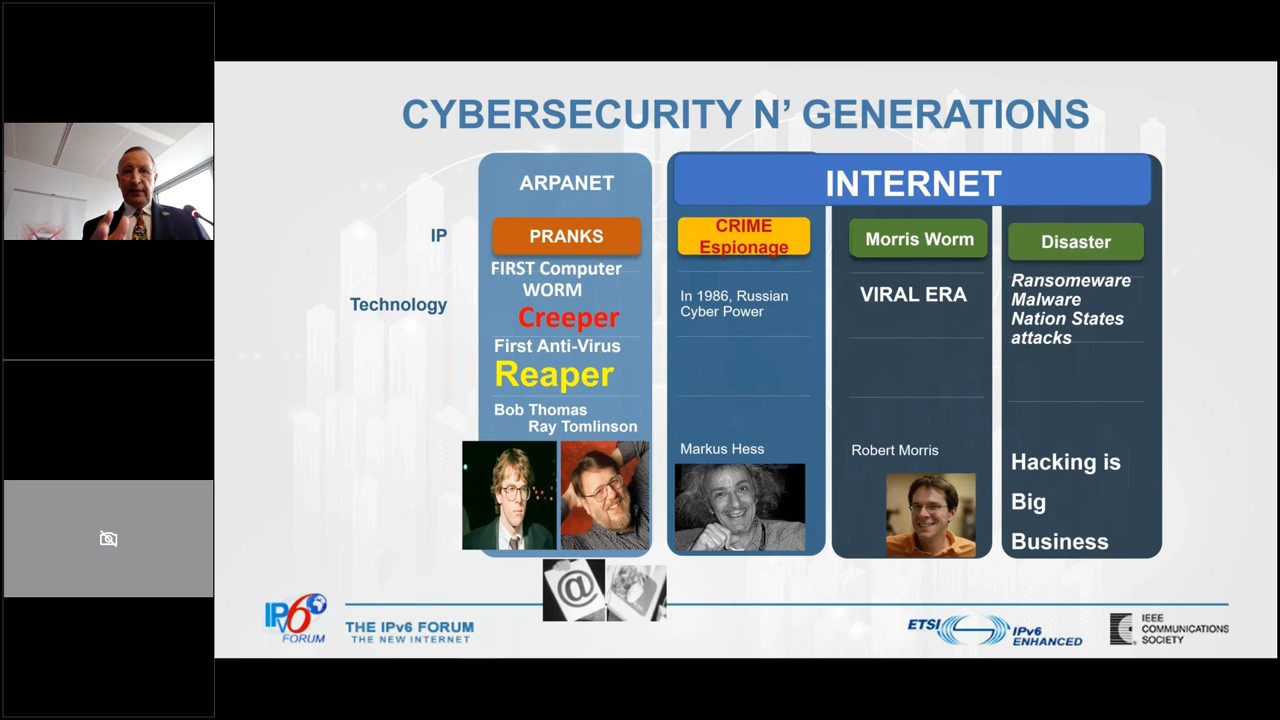 CYBERSECURITY N’ GENERATIONS
ARPANET
INTERNET
IP
PRANKS
CRIME
Espionage
Morris Worm
Disaster
Technology
FIRST Computer
WORM
Creeper
First Anti-Virus
Reaper
Bob Thomas
Ray Tomlinson
In 1986, Russian
Cyber Power
Markus Hess
VIRAL ERA
Robert Morris
Ransomeware
Malware
Nation States
attacks
Hacking is
Big
Business
@
IPv6
FORUM
THE IPv6 FORUM
THE NEW INTERNET
ETSI
IPv6
ENHANCED
IEEE
COMMUNICATIONS
SOCIETY